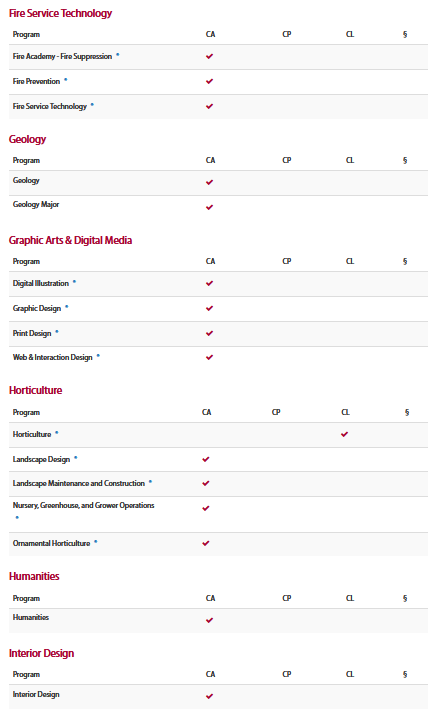 Fire Service Technology
Program CA CP CL §
Fire Academy - Fire Suppression *
Fire Prevention *
Fire Service Technology *
Geology
Program CA CP CL §
Geology
Geology Major
Graphic Arts & Digital Media
Program CA CP CL §
Digital Illustration *
Graphic Design *
Print Design *
Web & Interaction Design *
Horticulture
Program CA CP CL §
Horticulture *
Landscape Design *
Landscape Maintenance and Construction *
Nursery, Greenhouse, and Grower Operations
*
Ornamental Horticulture *
Humanities
Program CA CP CL §
Humanities
Interior Design
Program CA CP CL §
Interior Design